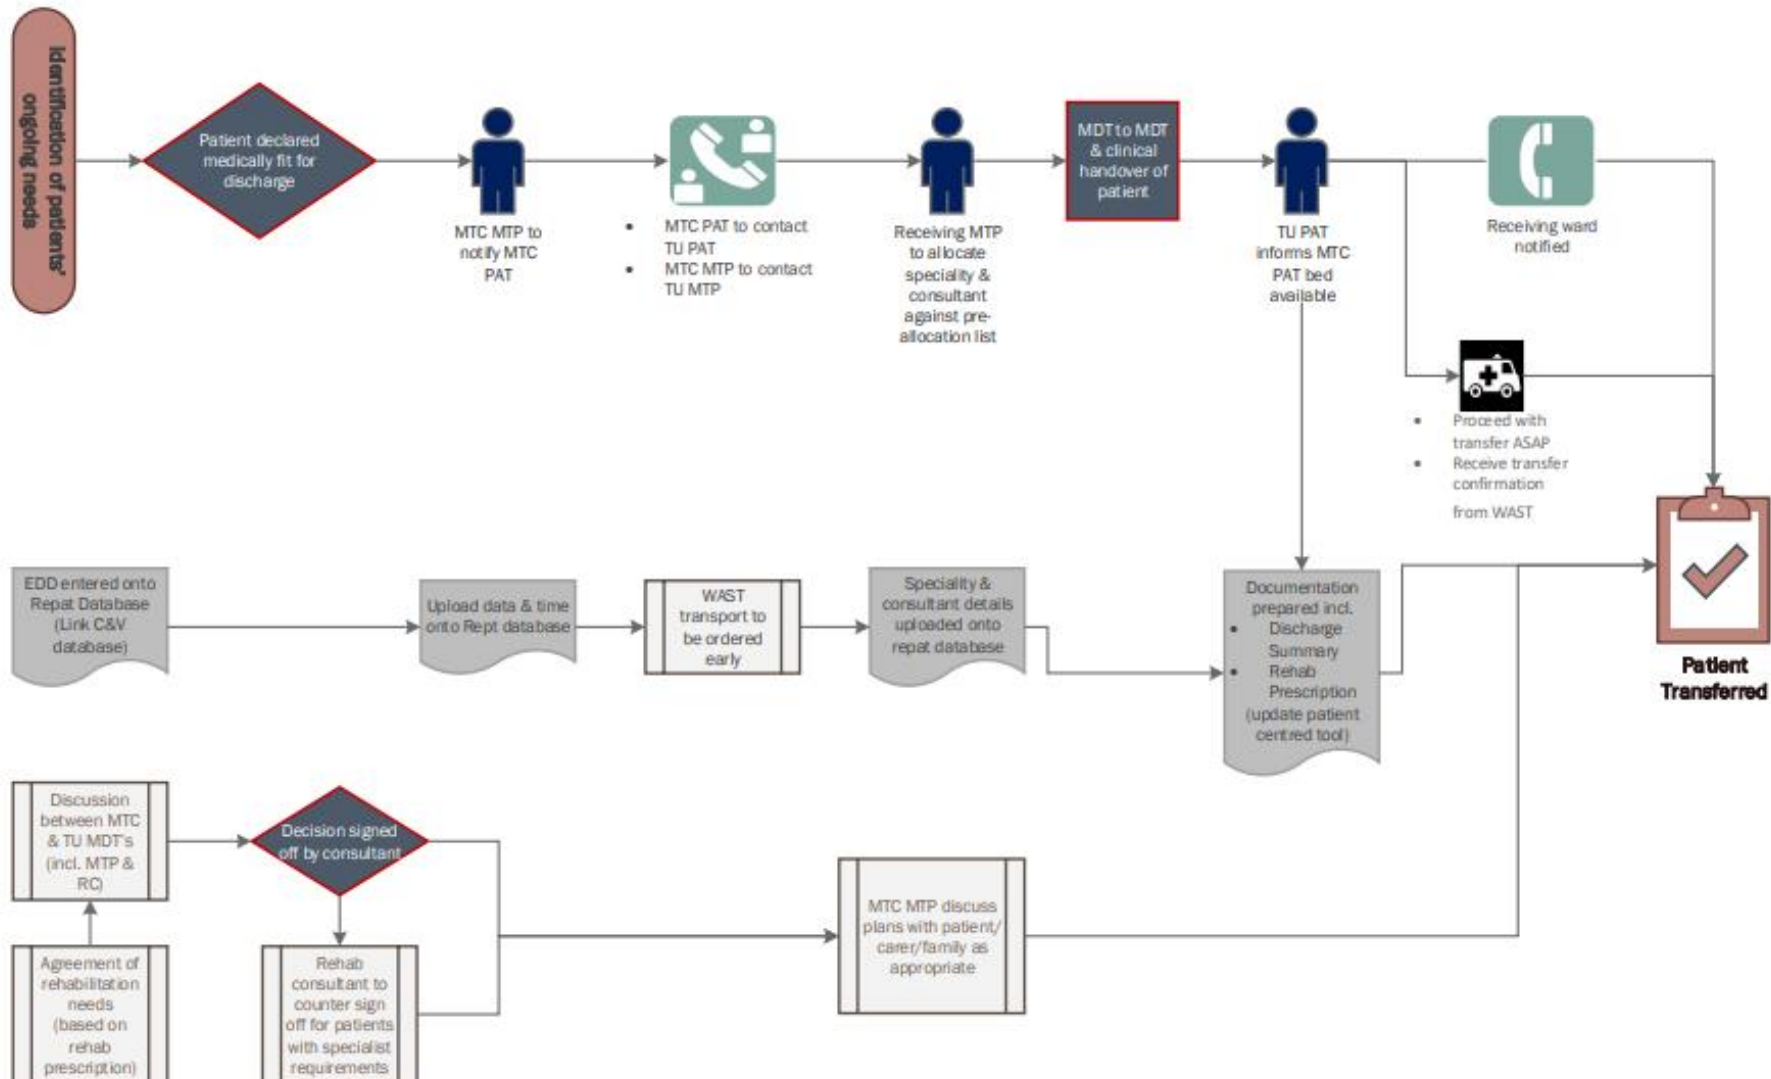 Identification of patients'
ongoing needs
Patient declared
medically fit for
discharge
MTC MTP to
notify MTC
PAT
• MTC PAT to contact
TU PAT
• MTC MTP to contact
TU MTP
Receiving MTP
to allocate
speciality &
consultant
against pre-
allocation list
MDT to MDT
& clinical
handover of
patient
TU PAT
informs MTC
PAT bed
available
Receiving ward
notified
• Proceed with
transfer ASAP
• Receive transfer
confirmation
from WAST
Patient
Transferred
EDD entered onto
Repat Database
(Link C&V
database)
Upload data & time
onto Rept database
WAST
transport to
be ordered
early
Speciality &
consultant details
uploaded onto
repat database
Documentation
prepared incl.
• Discharge
Summary
• Rehab
Prescription
(update patient
centred tool)
Discussion
between MTC
& TU MDT's
(incl. MTP &
RC)
Decision signed
off by consultant
MTC MTP discuss
plans with patient/
carer/family as
appropriate
Agreement of
rehabilitation
needs
(based on
rehab
prescription)
Rehab
consultant to
counter sign
off for patients
with specialist
requirements